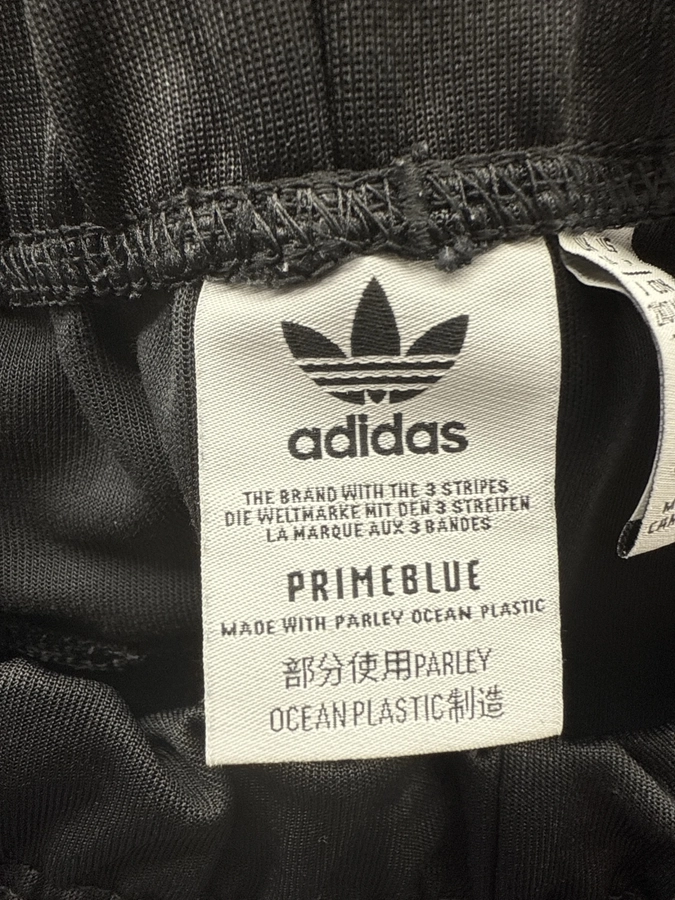 adidas
THE BRAND WITH THE 3 STRIPES
DIE WELTMARKE MIT DEN 3 STREIFEN
LA MARQUE AUX 3 BANDES
PRIMEBLUE
MADE WITH PARLEY OCEAN PLASTIC
部分使用PARLEY
OCEAN PLASTIC制造